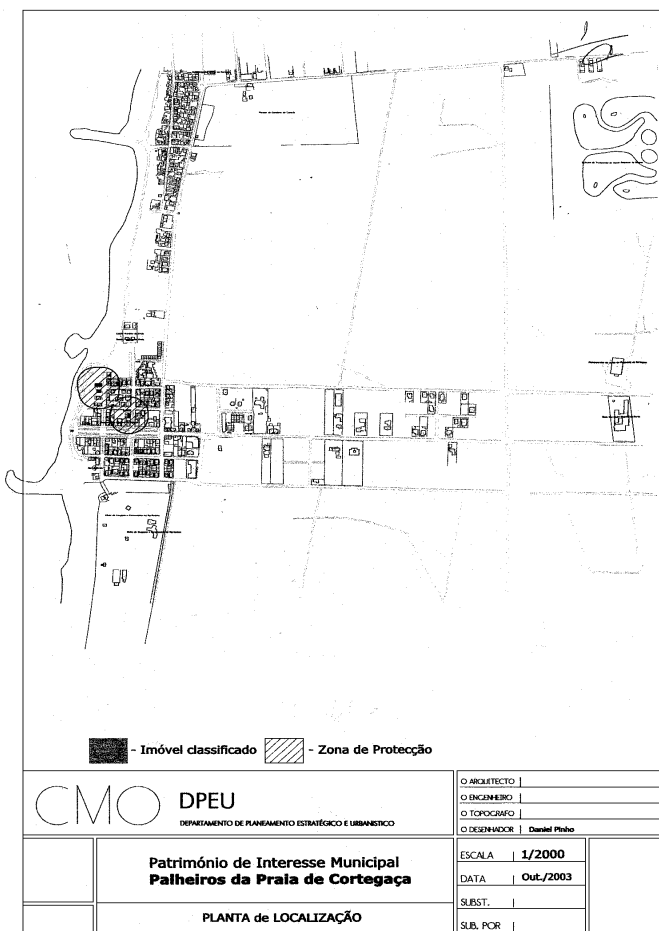 - Imóvel classificado
- Zona de Protecção
CMO
DPEU
DEPARTAMENTO DE PLANEAMENTO ESTRATÉGICO E URBANISTICO
O ARQUITECTO
O ENGENHEIRO
O TOPOGRAFO
O DESENHADOR Daniel Pinho
Património de Interesse Municipal
Palheiros da Praia de Cortegaça
PLANTA de LOCALIZAÇÃO
ESCALA 1/2000
DATA Out./2003
SUBST.
SUB. POR